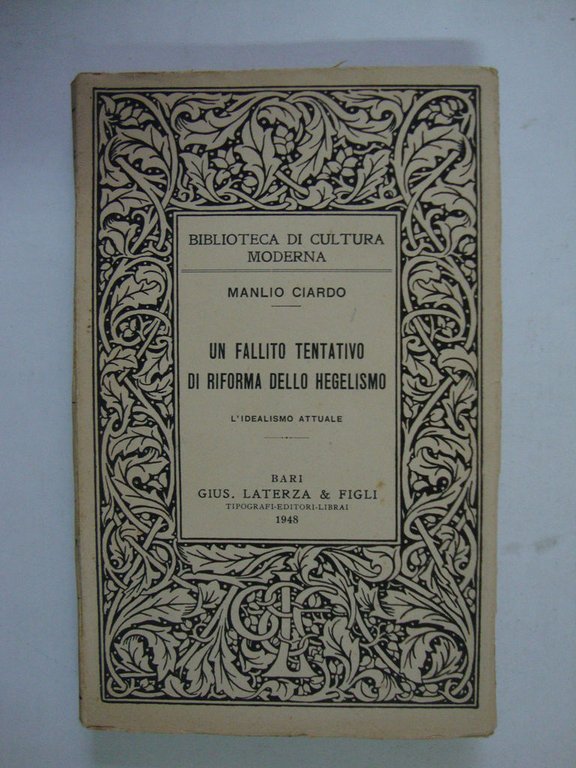 BIBLIOTECA DI CULTURA
MODERNA
MANLIO CIARDO
UN FALLITO TENTATIVO
DI RIFORMA DELLO HEGELISMO
L'IDEALISMO ATTUALE
BARI
GIUS. LATERZA & FIGLI
TIPOGRAFI-EDITORI-LIBRAI
1948